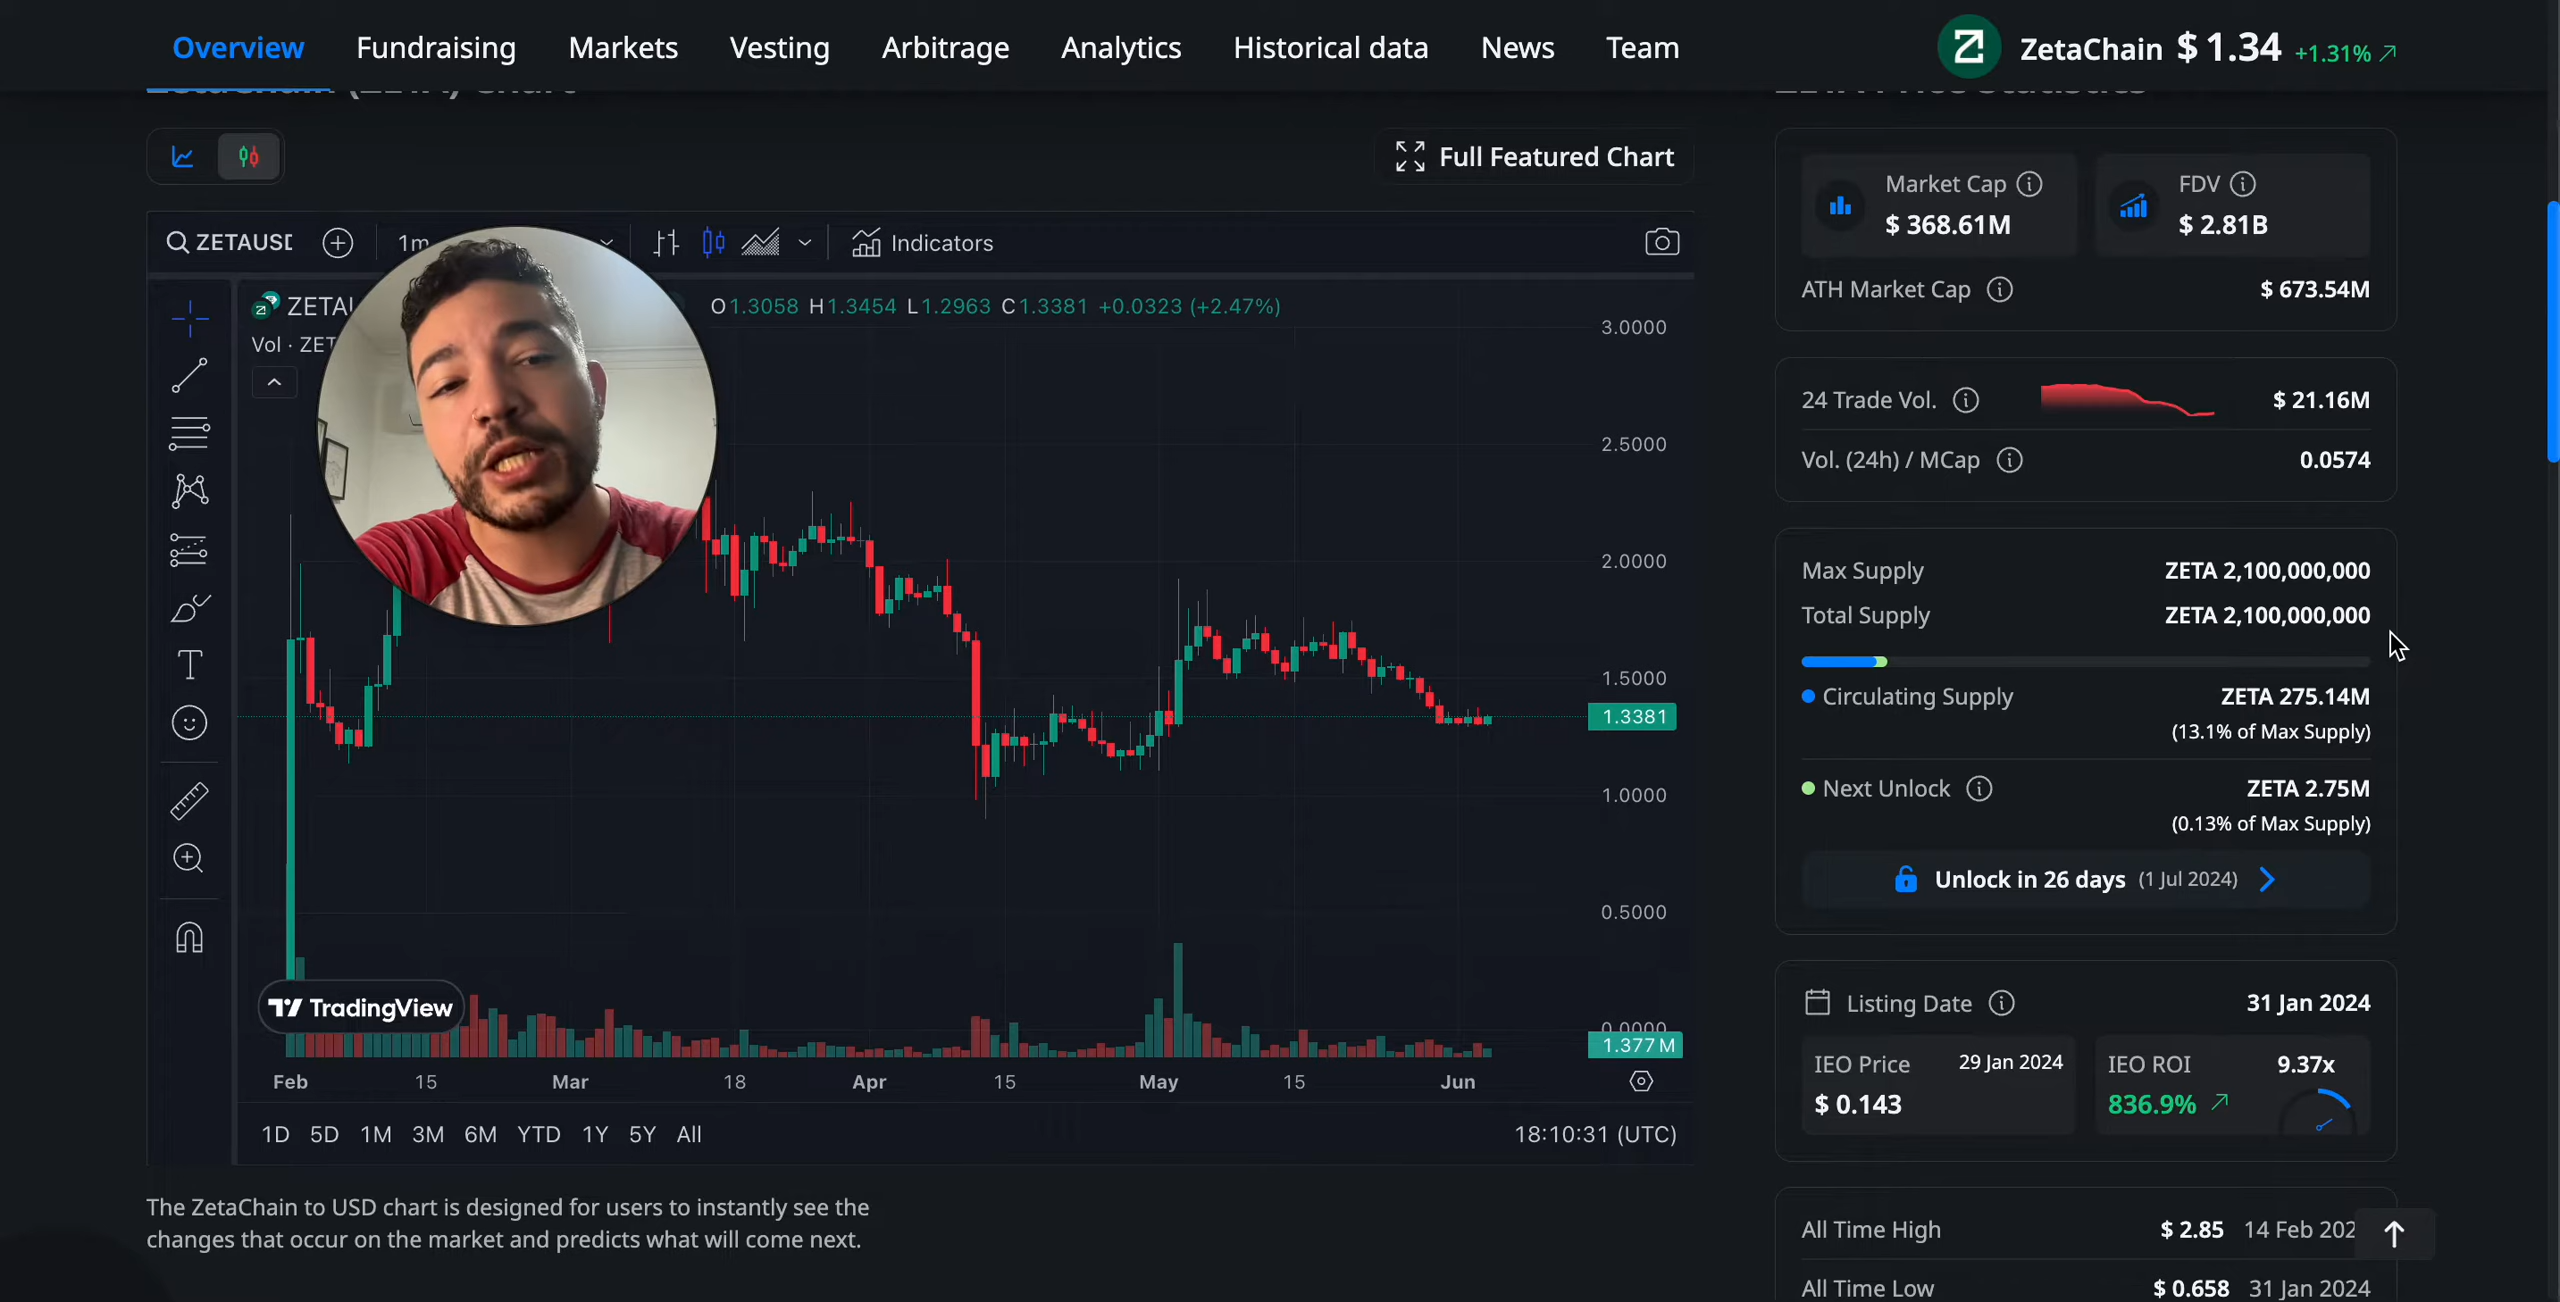 Overview Fundraising Markets Vesting Arbitrage Analytics Historical data News Team
ZetaChain $ 1.34 +1.31%
Full Featured Chart
ZETAUSD
1m
Indicators
O1.3058 H1.3454 L1.2963 C1.3381 +0.0323 (+2.47%)
Vol · ZET
3.0000
2.5000
2.0000
1.5000
1.3381
1.0000
0.5000
0.0000
1.377 M
TradingView
Feb 15 Mar 18 Apr 15 May 15 Jun
1D 5D 1M 3M 6M YTD 1Y 5Y All
18:10:31 (UTC)
The ZetaChain to USD chart is designed for users to instantly see the
changes that occur on the market and predicts what will come next.
Market Cap
$ 368.61M
FDV
$ 2.81B
ATH Market Cap $ 673.54M
24 Trade Vol. $ 21.16M
Vol. (24h) / MCap 0.0574
Max Supply ZETA 2,100,000,000
Total Supply ZETA 2,100,000,000
Circulating Supply ZETA 275.14M
(13.1% of Max Supply)
Next Unlock ZETA 2.75M
(0.13% of Max Supply)
Unlock in 26 days (1 Jul 2024)
Listing Date 31 Jan 2024
IEO Price 29 Jan 2024
$ 0.143
IEO ROI 9.37x
836.9%
All Time High $ 2.85 14 Feb 202
All Time Low $ 0.658 31 Jan 2024